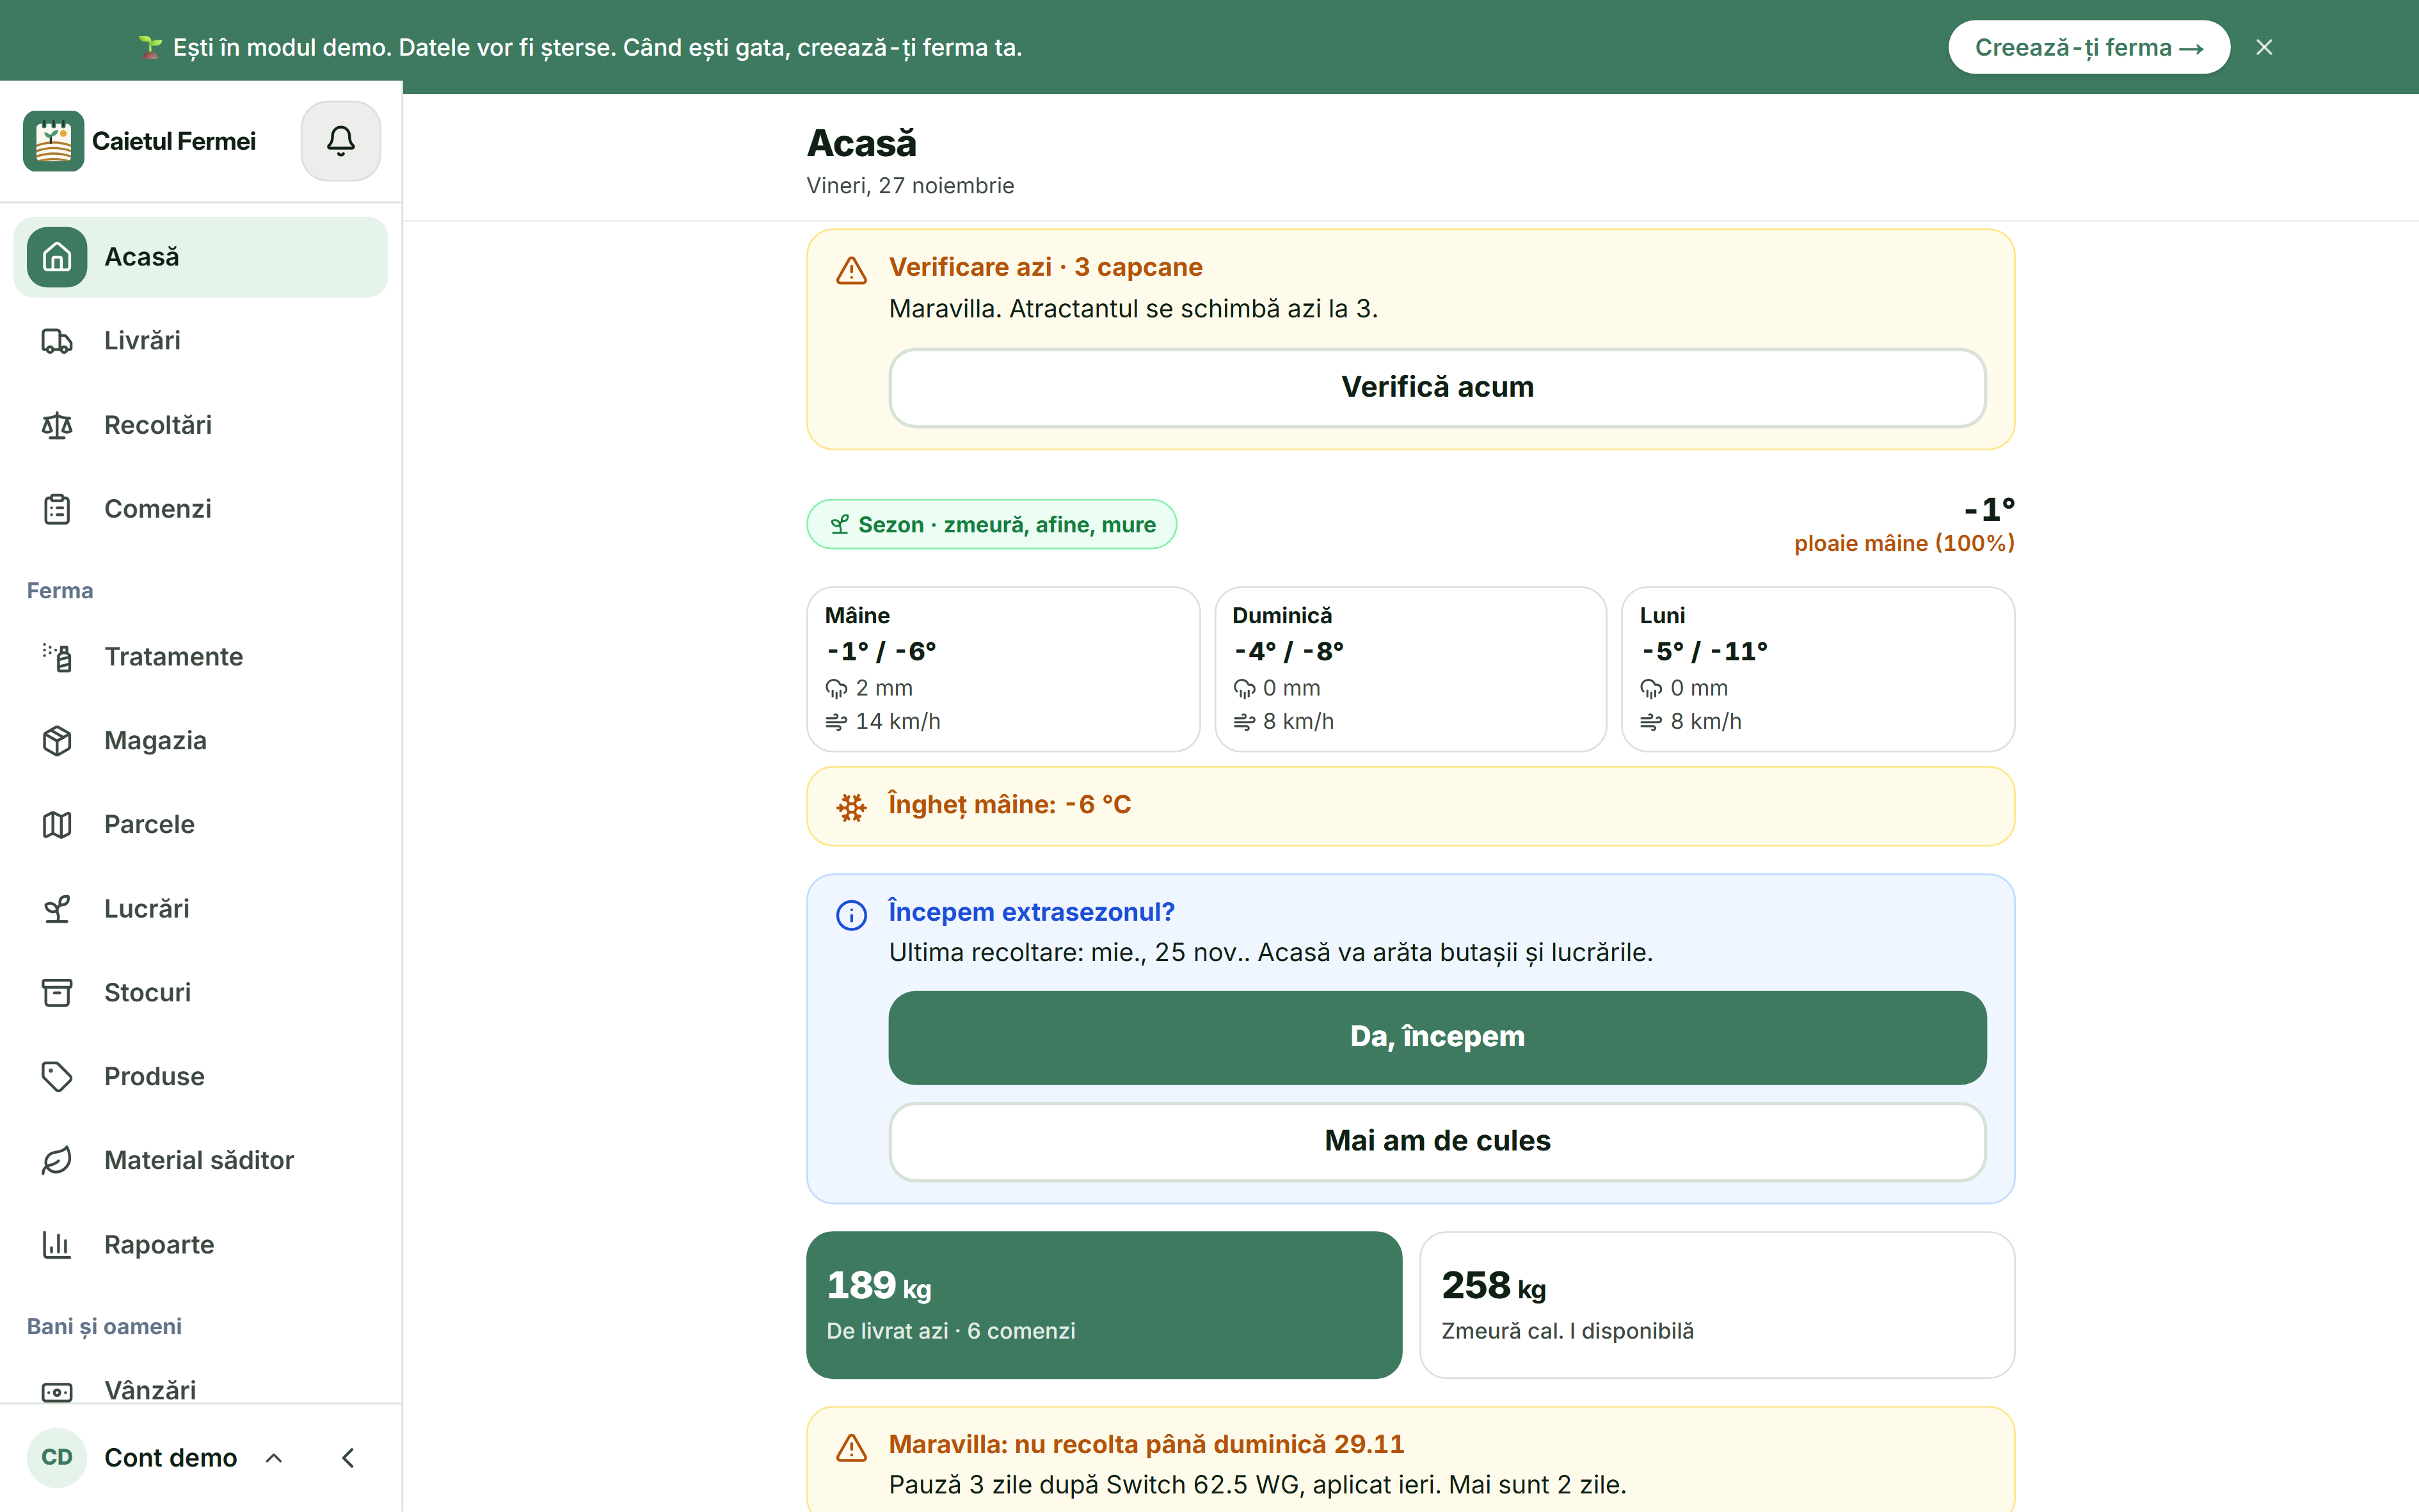 Ești în modul demo. Datele vor fi șterse. Când ești gata, creează-ți ferma ta.
Creează-ți ferma →
Caietul Fermei
Acasă
Livrări
Recoltări
Comenzi
Ferma
Tratamente
Magazia
Parcele
Lucrări
Stocuri
Produse
Material săditor
Rapoarte
Bani și oameni
Vânzări
CD
Cont demo
Acasă
Vineri, 27 noiembrie
Verificare azi · 3 capcane
Maravilla. Atractantul se schimbă azi la 3.
Verifică acum
Sezon · zmeură, afine, mure
-1°
ploaie mâine (100%)
Mâine
-1° / -6°
2 mm
14 km/h
Duminică
-4° / -8°
0 mm
8 km/h
Luni
-5° / -11°
0 mm
8 km/h
Îngheț mâine: -6 °C
Începem extrasezonul?
Ultima recoltare: mie., 25 nov.. Acasă va arăta butașii și lucrările.
Da, începem
Mai am de cules
189 kg
De livrat azi · 6 comenzi
258 kg
Zmeură cal. I disponibilă
Maravilla: nu recolta până duminică 29.11
Pauză 3 zile după Switch 62.5 WG, aplicat ieri. Mai sunt 2 zile.